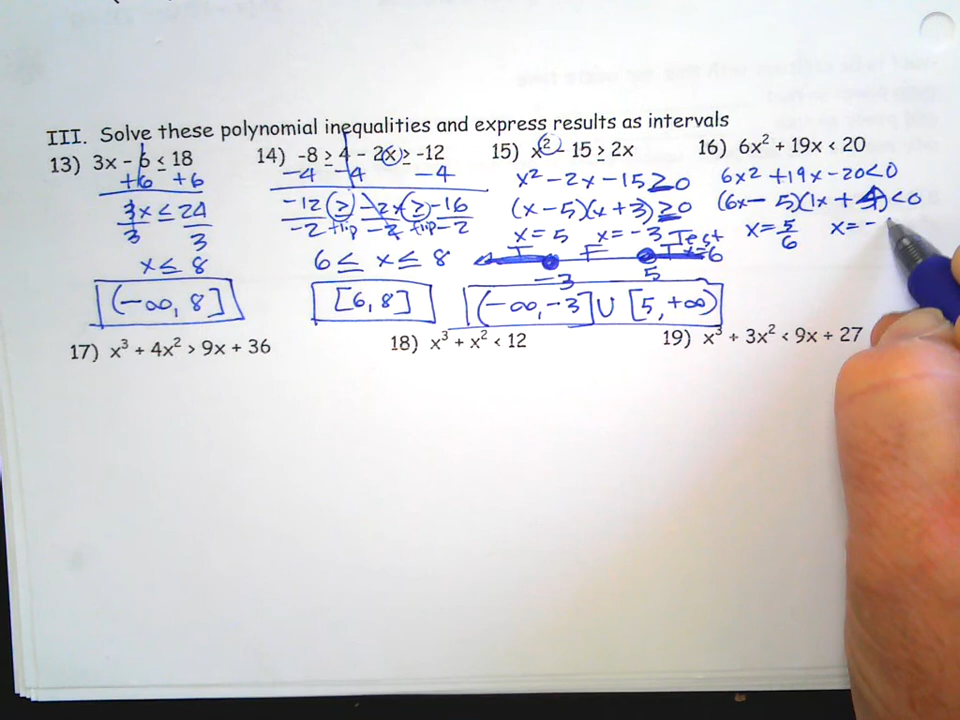 III. Solve these polynomial inequalities and express results as intervals
13) 3x - 6 ≤ 18
+6 +6
3x ≤ 24
3 3
x ≤ 8
(-∞, 8]
14) -8 ≥ 4 - 2x ≥ -12
-4 -4 -4
-12 ≥ -2x ≥ -16
-2 flip -2 flip -2
6 ≤ x ≤ 8
[6, 8]
15) x² - 15 ≥ 2x
x² - 2x - 15 ≥ 0
(x - 5)(x + 3) ≥ 0
x = 5 x = -3 Test
T F T x=6
-3 5
(-∞, -3] ∪ [5, +∞)
16) 6x² + 19x < 20
6x² + 19x - 20 < 0
(6x - 5)(1x + 4) < 0
x = 5/6 x = -
17) x³ + 4x² > 9x + 36
18) x³ + x² < 12
19) x³ + 3x² < 9x + 27